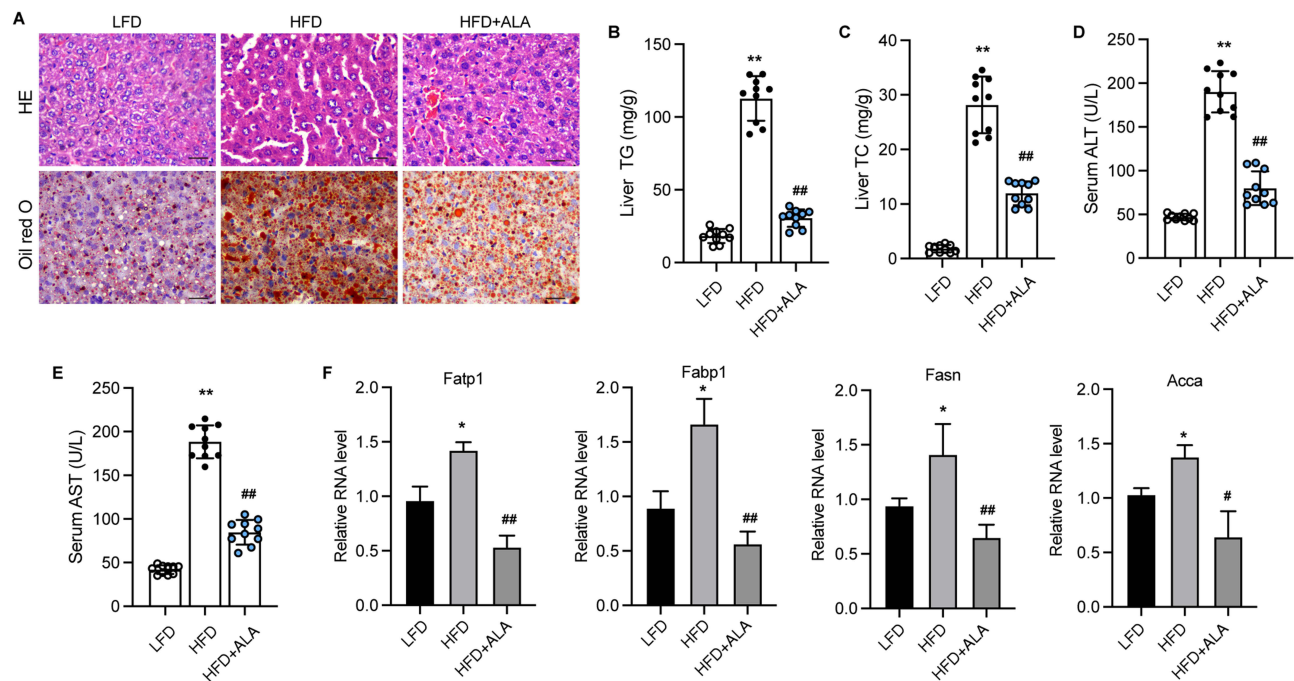 A
LFD
HFD
HFD+ALA
HE
Oil red O
B
Liver TG (mg/g)
150
100
50
0
**
##
LFD
HFD
HFD+ALA
C
Liver TC (mg/g)
40
30
20
10
0
**
##
LFD
HFD
HFD+ALA
D
Serum ALT (U/L)
250
200
150
100
50
0
**
##
LFD
HFD
HFD+ALA
E
Serum AST (U/L)
250
200
150
100
50
0
**
##
LFD
HFD
HFD+ALA
F
Fatp1
Relative RNA level
2.0
1.5
1.0
0.5
0.0
*
##
LFD
HFD
HFD+ALA
Fabp1
Relative RNA level
2.0
1.5
1.0
0.5
0.0
*
##
LFD
HFD
HFD+ALA
Fasn
Relative RNA level
2.0
1.5
1.0
0.5
0.0
*
##
LFD
HFD
HFD+ALA
Acca
Relative RNA level
2.0
1.5
1.0
0.5
0.0
*
#
LFD
HFD
HFD+ALA